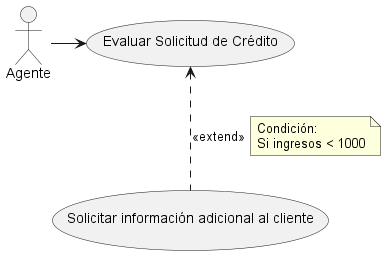 Evaluar Solicitud de Crédito
Agente
«extend»
Condición:
Si ingresos < 1000
Solicitar información adicional al cliente